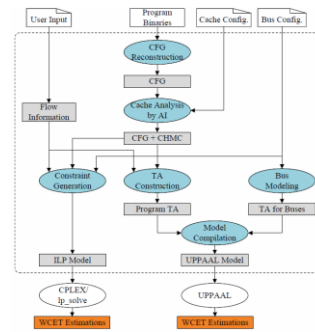 User Input
Program
Binaries
Cache Config.
Bus Config.
CFG
Reconstruction
CFG
Cache Analysis
by AI
Flow
Information
CFG + CHMC
Constraint
Generation
TA
Construction
Bus
Modeling
Program TA
TA for Buses
Model
Compilation
ILP Model
UPPAAL Model
CPLEX/
lp_solve
UPPAAL
WCET Estimations
WCET Estimations